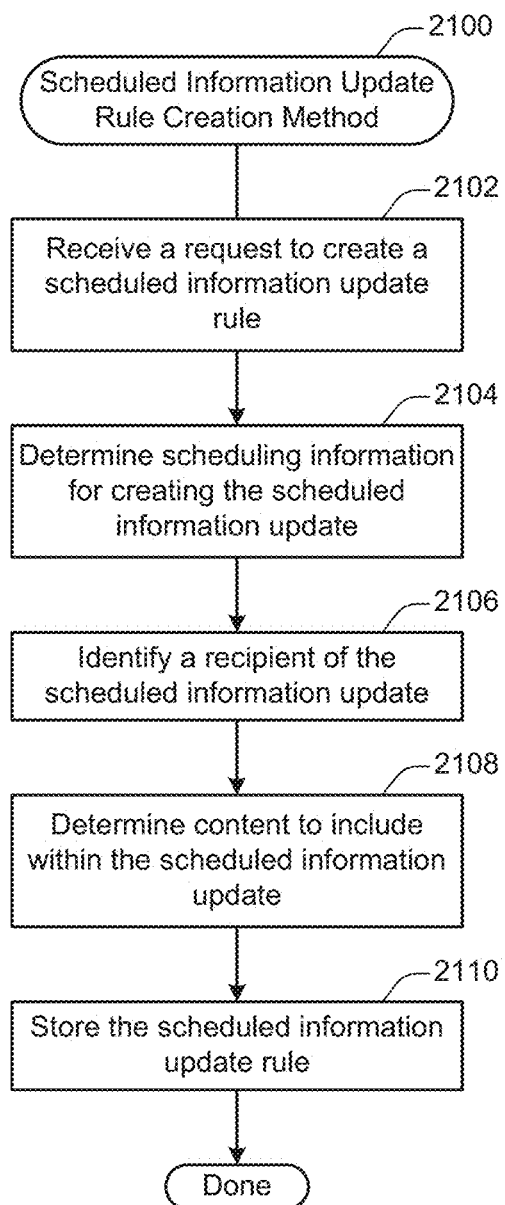 2100
Scheduled Information Update
Rule Creation Method
2102
Receive a request to create a
scheduled information update
rule
2104
Determine scheduling information
for creating the scheduled
information update
2106
Identify a recipient of the
scheduled information update
2108
Determine content to include
within the scheduled information
update
2110
Store the scheduled information
update rule
Done